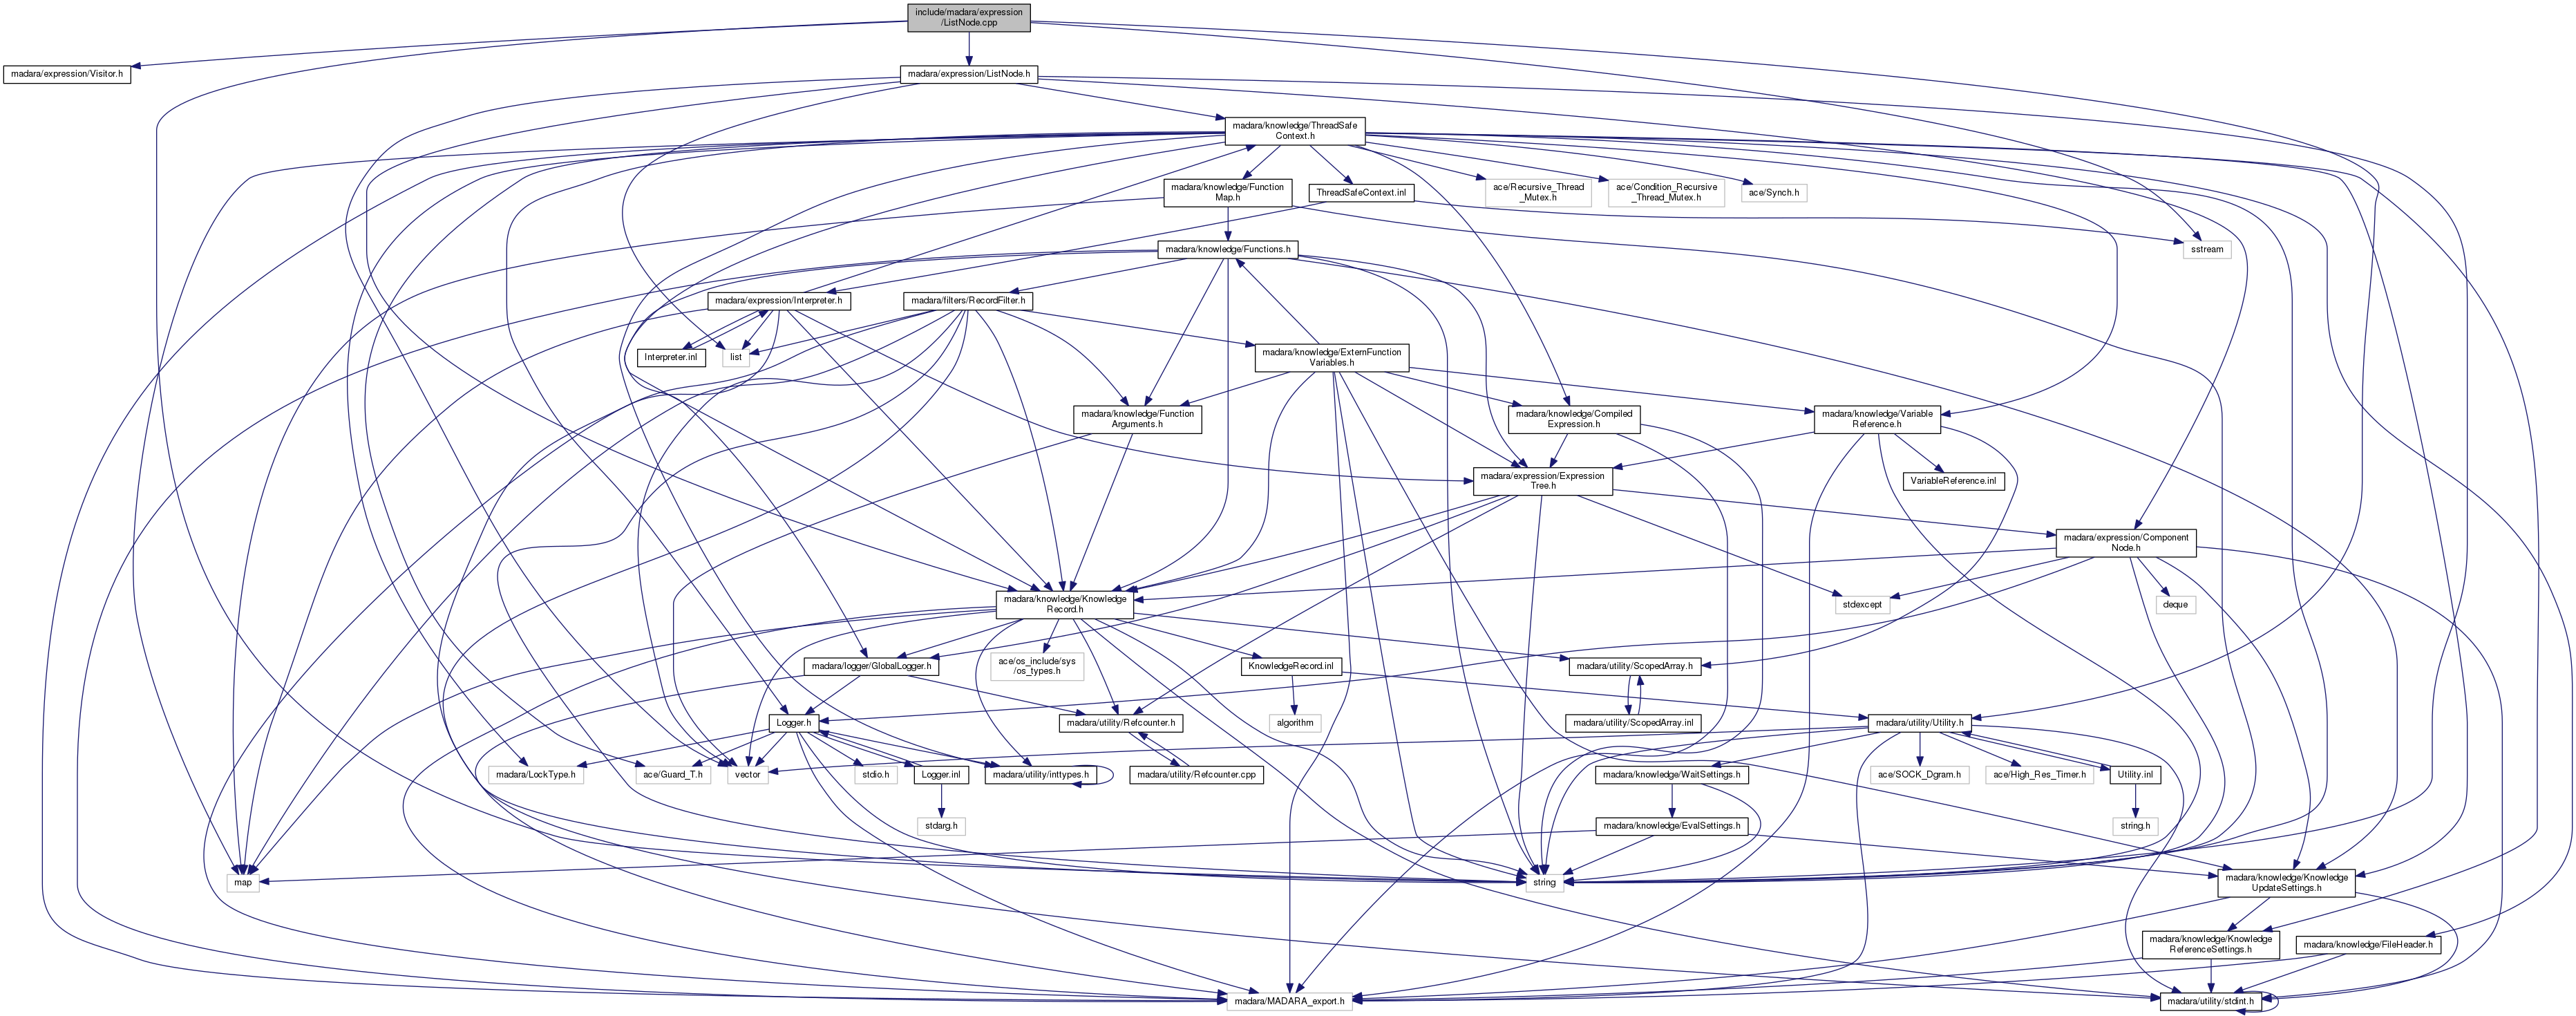 include/madara/expression
/ListNode.cpp
madara/expression/Visitor.h
madara/expression/ListNode.h
madara/knowledge/ThreadSafe
Context.h
madara/knowledge/Function
Map.h
ThreadSafeContext.inl
ace/Recursive_Thread
_Mutex.h
ace/Condition_Recursive
_Thread_Mutex.h
ace/Synch.h
madara/knowledge/Functions.h
sstream
madara/expression/Interpreter.h
madara/filters/RecordFilter.h
Interpreter.inl
list
madara/knowledge/ExternFunction
Variables.h
madara/knowledge/Function
Arguments.h
madara/knowledge/Compiled
Expression.h
madara/knowledge/Variable
Reference.h
madara/expression/Expression
Tree.h
VariableReference.inl
madara/expression/Component
Node.h
madara/knowledge/Knowledge
Record.h
stdexcept
deque
madara/logger/GlobalLogger.h
ace/os_include/sys
/os_types.h
KnowledgeRecord.inl
madara/utility/ScopedArray.h
Logger.h
madara/utility/Refcounter.h
algorithm
madara/utility/ScopedArray.inl
madara/utility/Utility.h
madara/LockType.h
ace/Guard_T.h
vector
stdio.h
Logger.inl
madara/utility/inttypes.h
madara/utility/Refcounter.cpp
madara/knowledge/WaitSettings.h
ace/SOCK_Dgram.h
ace/High_Res_Timer.h
Utility.inl
stdarg.h
madara/knowledge/EvalSettings.h
string.h
map
string
madara/knowledge/Knowledge
UpdateSettings.h
madara/knowledge/Knowledge
ReferenceSettings.h
madara/knowledge/FileHeader.h
madara/MADARA_export.h
madara/utility/stdint.h